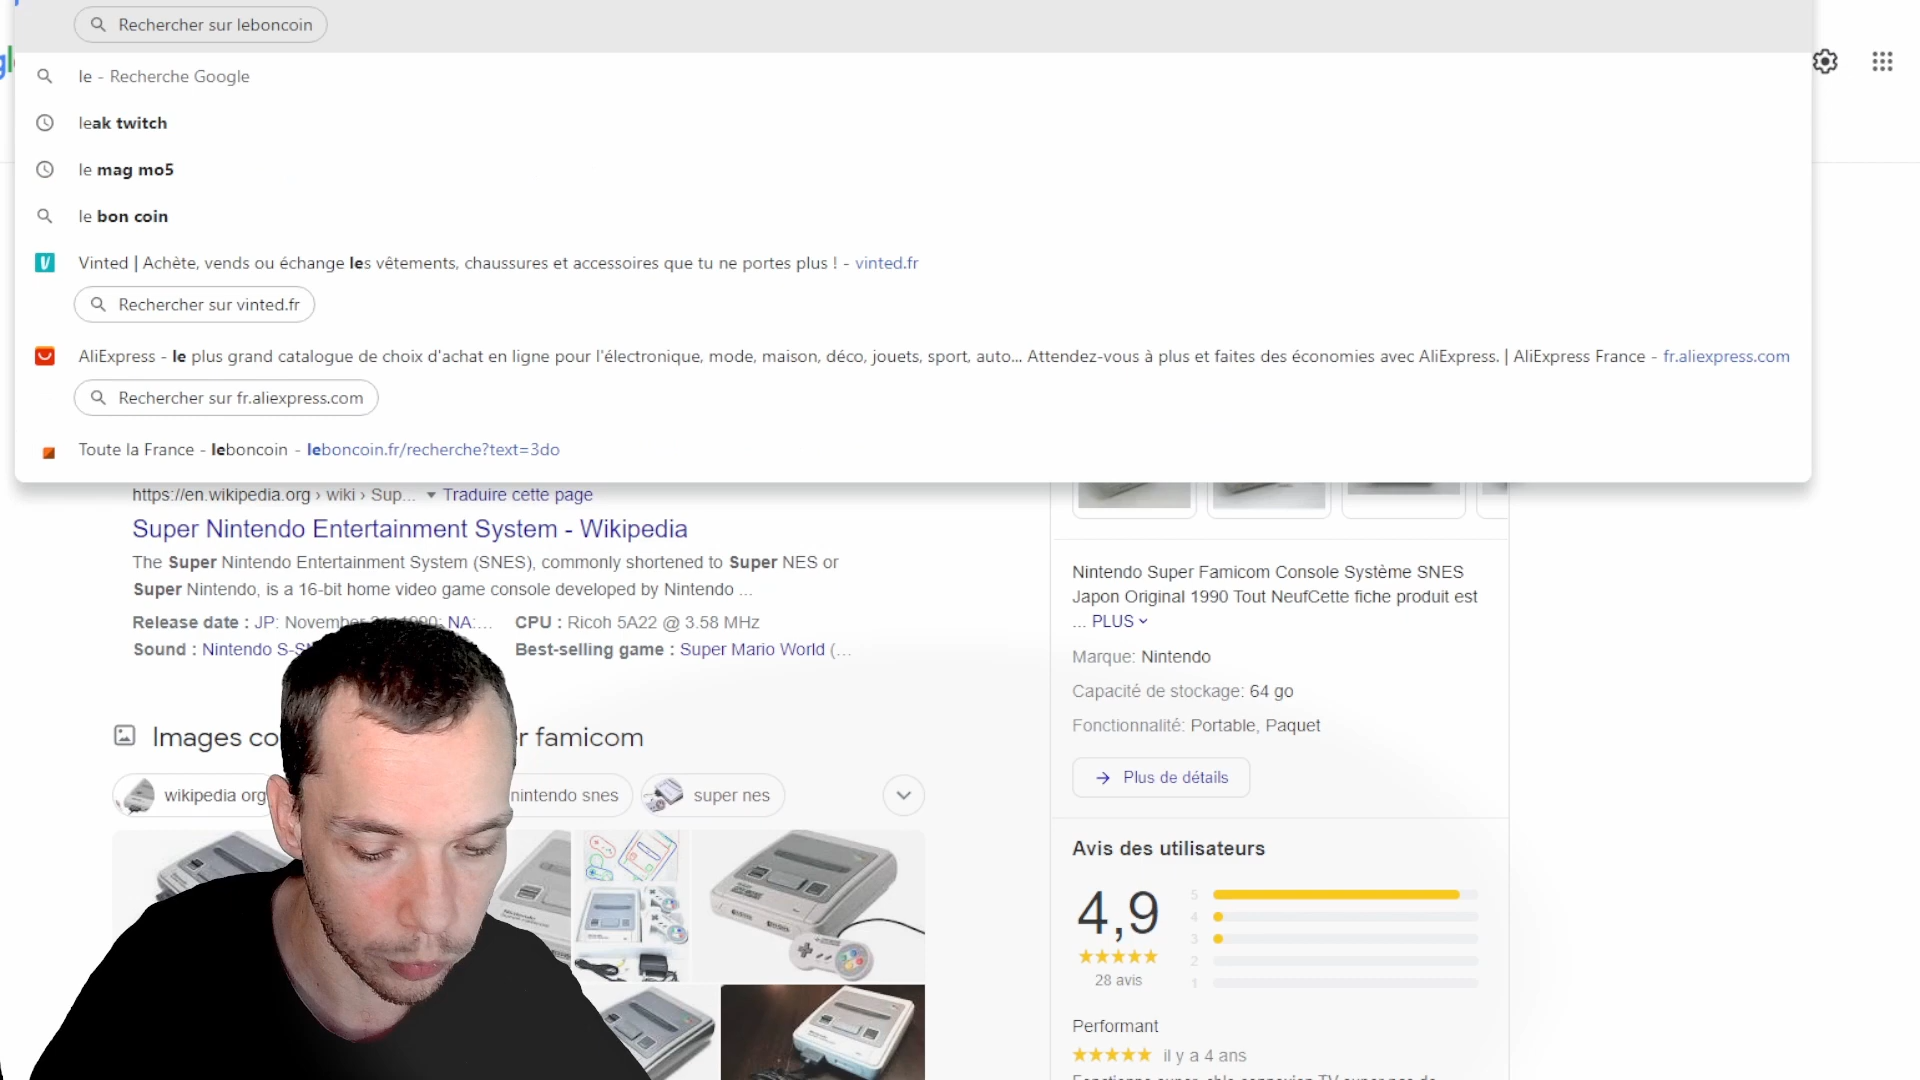 Rechercher sur leboncoin
le - Recherche Google
leak twitch
le mag mo5
le bon coin
Vinted | Achète, vends ou échange les vêtements, chaussures et accessoires que tu ne portes plus ! - vinted.fr
Rechercher sur vinted.fr
AliExpress - le plus grand catalogue de choix d'achat en ligne pour l'électronique, mode, maison, déco, jouets, sport, auto... Attendez-vous à plus et faites des économies avec AliExpress. | AliExpress France - fr.aliexpress.com
Rechercher sur fr.aliexpress.com
Toute la France - leboncoin - leboncoin.fr/recherche?text=3do
https://en.wikipedia.org › wiki › Sup... Traduire cette page
Super Nintendo Entertainment System - Wikipedia
The Super Nintendo Entertainment System (SNES), commonly shortened to Super NES or
Super Nintendo, is a 16-bit home video game console developed by Nintendo ...
Release date : JP: November 1990; NA:... CPU : Ricoh 5A22 @ 3.58 MHz
Sound : Nintendo Best-selling game : Super Mario World (...
Images famicom
wikipedia org nintendo snes super nes
Nintendo Super Famicom Console Système SNES
Japon Original 1990 Tout NeufCette fiche produit est
... PLUS
Marque: Nintendo
Capacité de stockage: 64 go
Fonctionnalité: Portable, Paquet
Plus de détails
Avis des utilisateurs
4,9
28 avis
5
4
3
2
1
Performant
il y a 4 ans